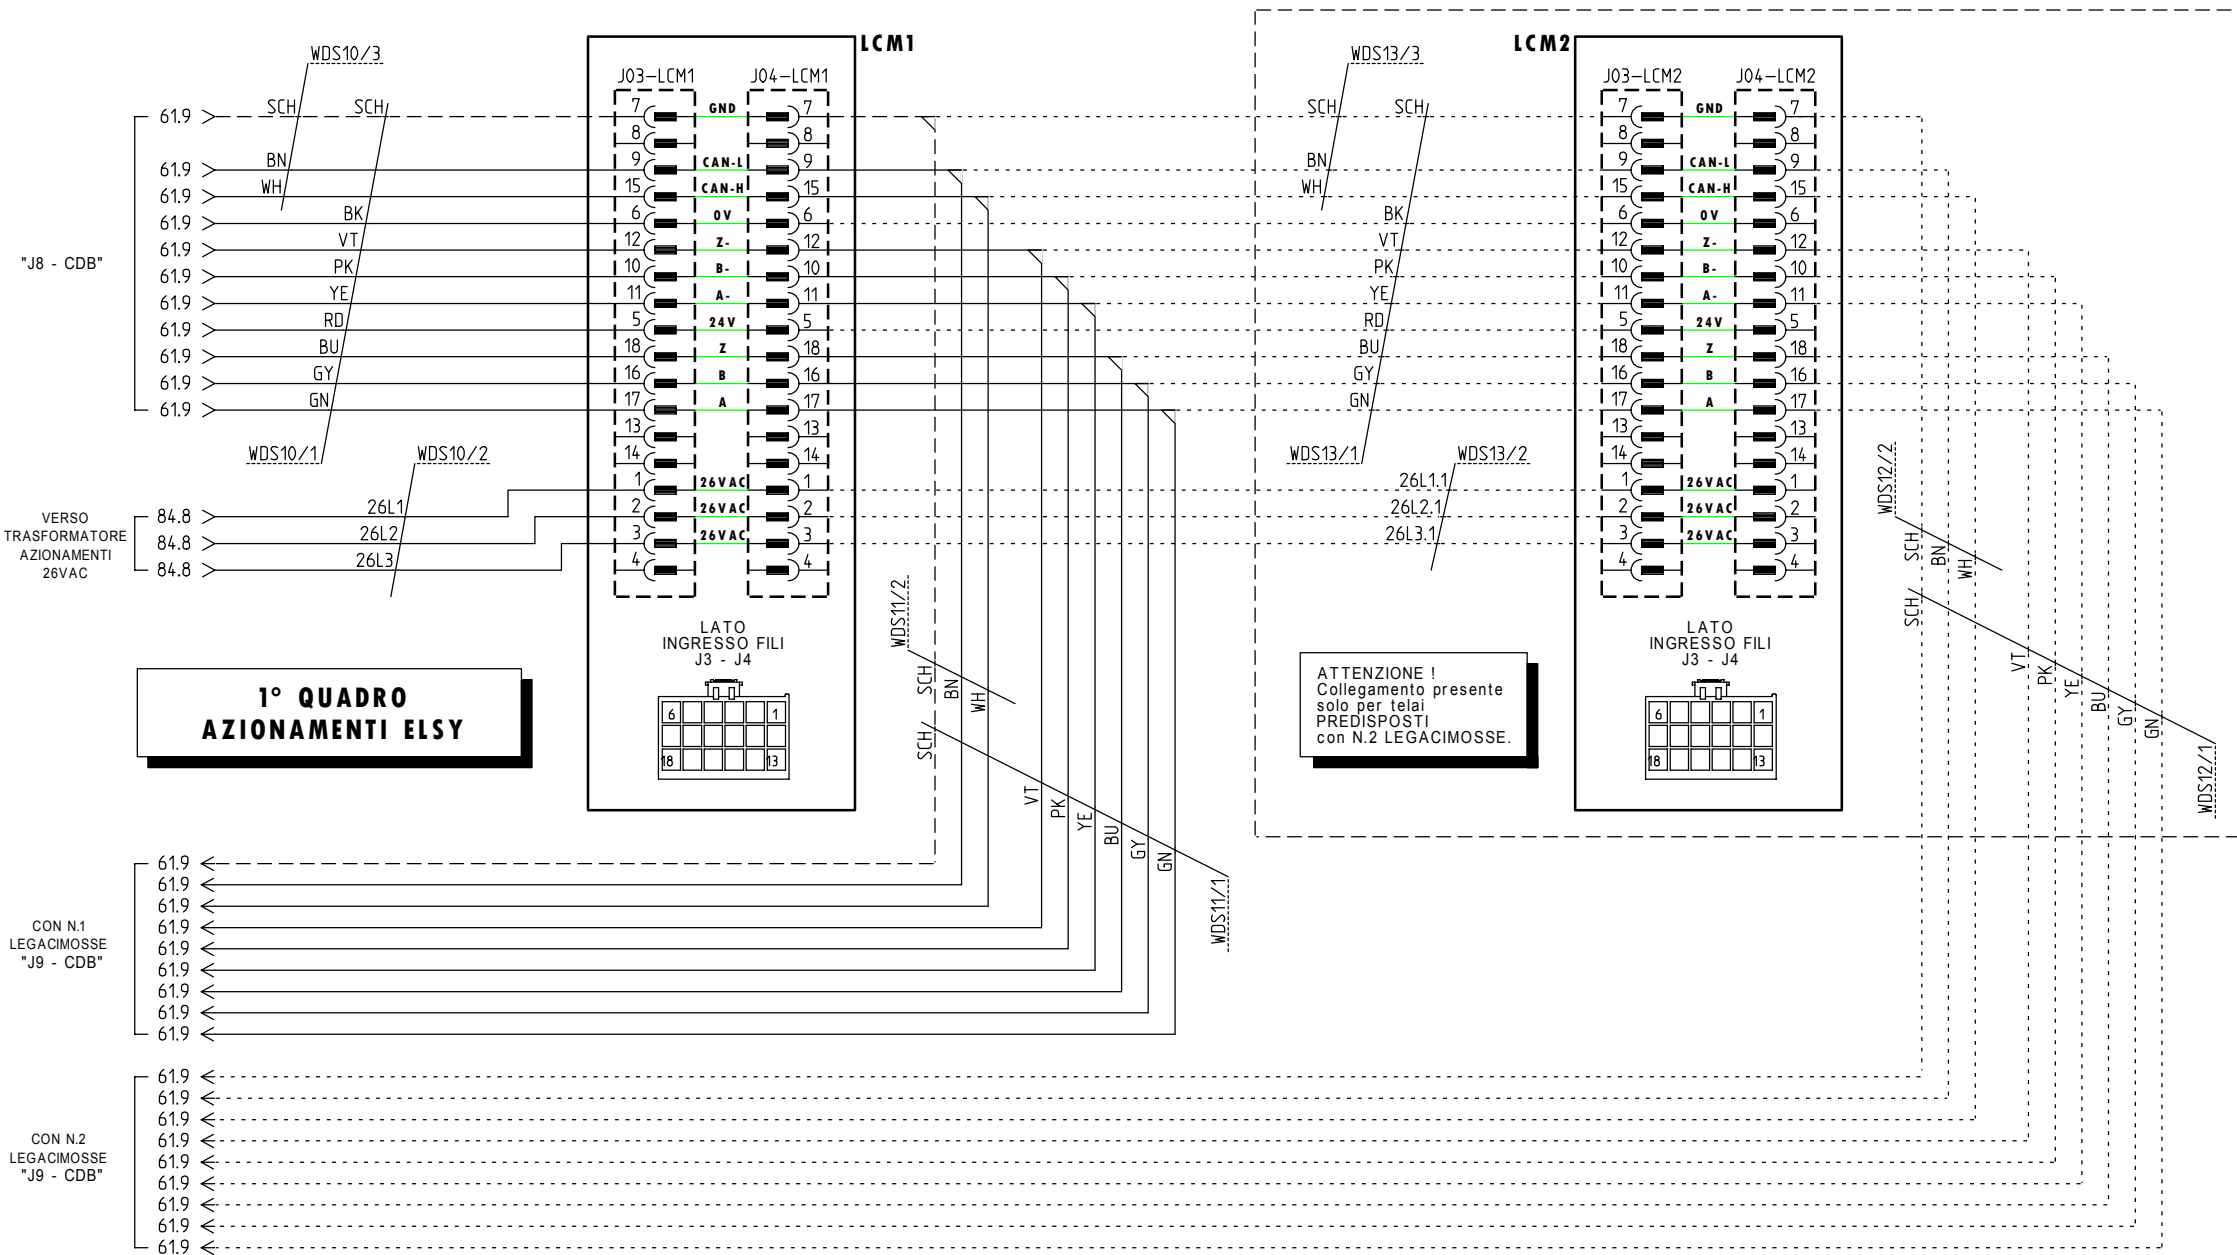 LCM1
LCM2
WDS10/3
WDS13/3
J03-LCM1
J04-LCM1
J03-LCM2
J04-LCM2
61.9 SCH SCH 7 GND 7 SCH SCH 7 GND 7
8 8 8 8
61.9 BN 9 CAN-L 9 BN 9 CAN-L 9
61.9 WH 15 CAN-H 15 WH 15 CAN-H 15
61.9 BK 6 0V 6 BK 6 0V 6
61.9 VT 12 Z- 12 VT 12 Z- 12
"J8 - CDB"
61.9 PK 10 B- 10 PK 10 B- 10
61.9 YE 11 A- 11 YE 11 A- 11
61.9 RD 5 24V 5 RD 5 24V 5
61.9 BU 18 Z 18 BU 18 Z 18
61.9 GY 16 B 16 GY 16 B 16
61.9 GN 17 A 17 GN 17 A 17
13 13 13 13
WDS10/1 WDS10/2 14 14 WDS13/1 WDS13/2 14 14
1 26VAC 1 26L1.1 1 26VAC 1
84.8 26L1 2 26VAC 2 26L2.1 2 26VAC 2
84.8 26L2 3 26VAC 3 26L3.1 3 26VAC 3
84.8 26L3 4 4 4 4
VERSO
TRASFORMATORE
AZIONAMENTI
26VAC
WDS12/2
SCH BN WH
SCH VT PK YE BU GY GN
WDS12/1
LATO
INGRESSO FILI
J3 - J4
6 1
18 13
LATO
INGRESSO FILI
J3 - J4
6 1
18 13
1° QUADRO
AZIONAMENTI ELSY
WDS11/2
SCH BN WH
SCH VT PK YE BU GY GN
WDS11/1
ATTENZIONE !
Collegamento presente
solo per telai
PREDISPOSTI
con N.2 LEGACIMOSSE.
61.9
61.9
61.9
61.9
61.9
61.9
61.9
61.9
61.9
CON N.1
LEGACIMOSSE
"J9 - CDB"
61.9
61.9
61.9
61.9
61.9
61.9
61.9
61.9
61.9
CON N.2
LEGACIMOSSE
"J9 - CDB"